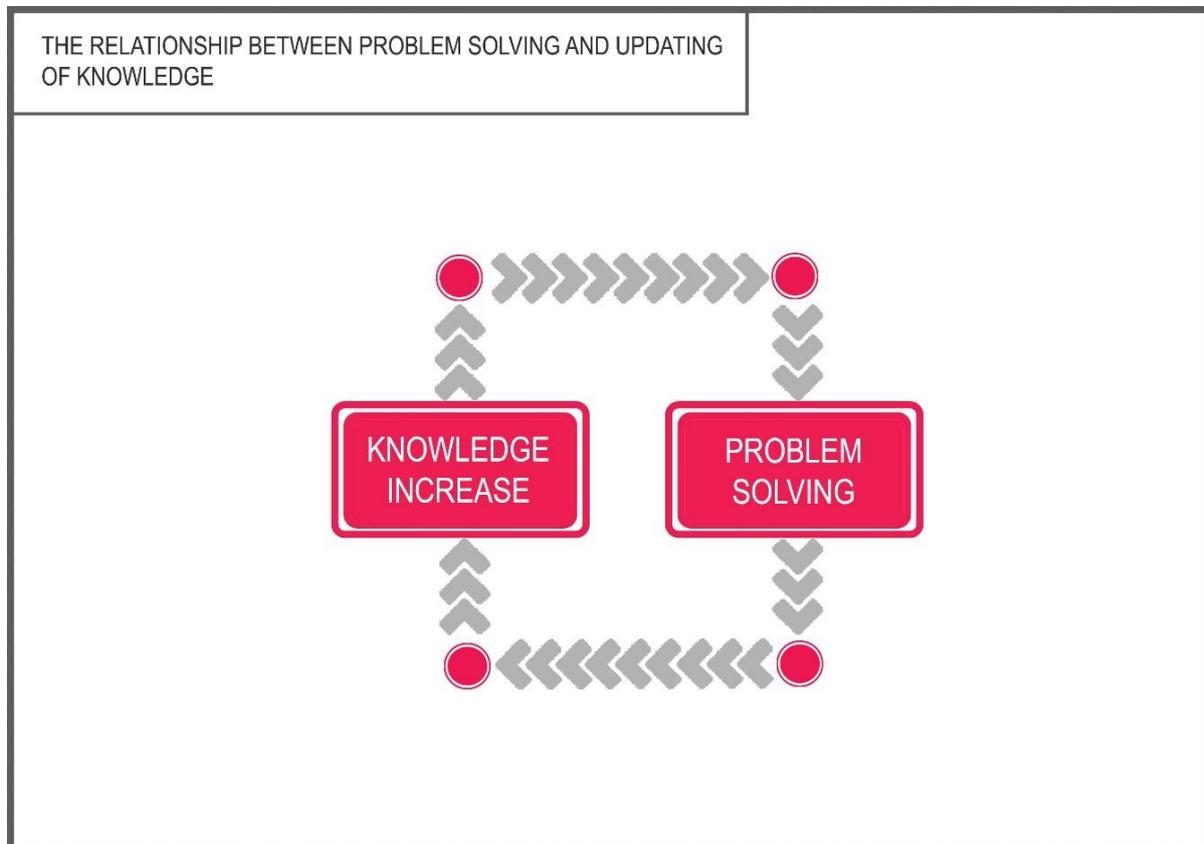 THE RELATIONSHIP BETWEEN PROBLEM SOLVING AND UPDATING
OF KNOWLEDGE
KNOWLEDGE
INCREASE
PROBLEM
SOLVING